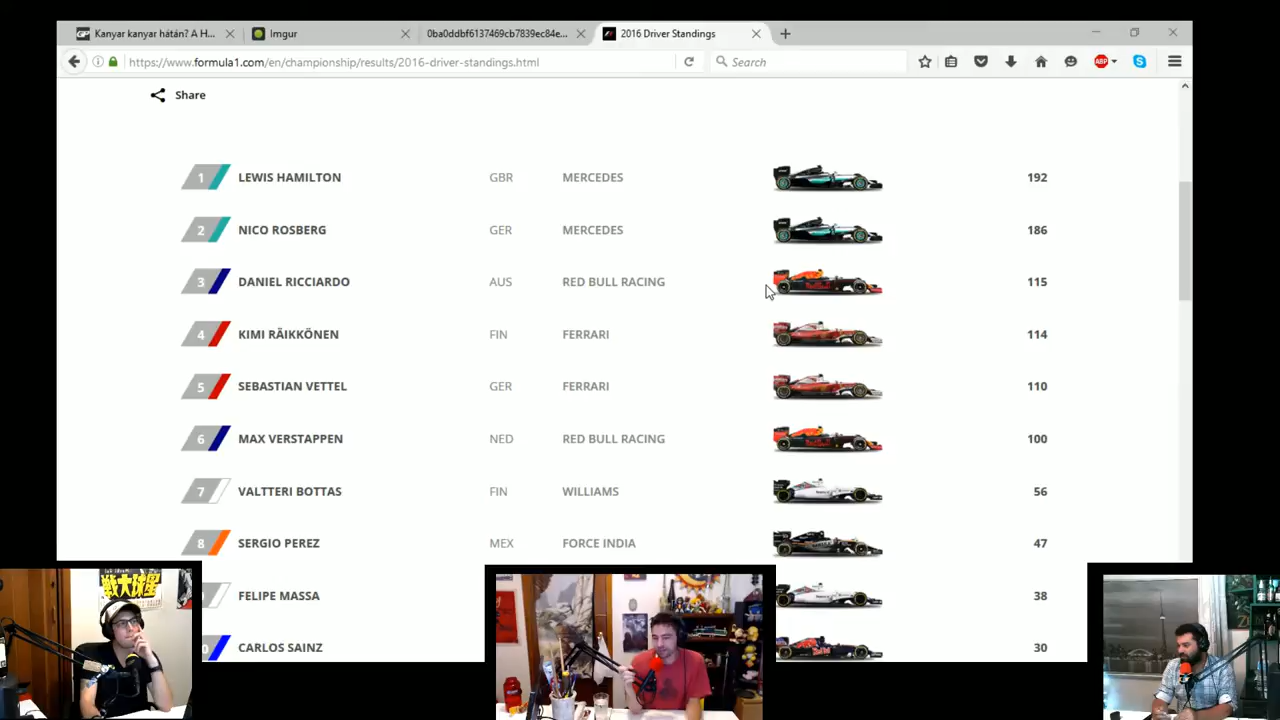 Kanyar kanyar hátán? A H...
Imgur
0ba0ddbf6137469cb7839ec84e...
2016 Driver Standings
https://www.formula1.com/en/championship/results/2016-driver-standings.html
Search
ABP
Share
1 LEWIS HAMILTON GBR MERCEDES 192
2 NICO ROSBERG GER MERCEDES 186
3 DANIEL RICCIARDO AUS RED BULL RACING 115
4 KIMI RÄIKKÖNEN FIN FERRARI 114
5 SEBASTIAN VETTEL GER FERRARI 110
6 MAX VERSTAPPEN NED RED BULL RACING 100
7 VALTTERI BOTTAS FIN WILLIAMS 56
8 SERGIO PEREZ MEX FORCE INDIA 47
FELIPE MASSA 38
CARLOS SAINZ 30